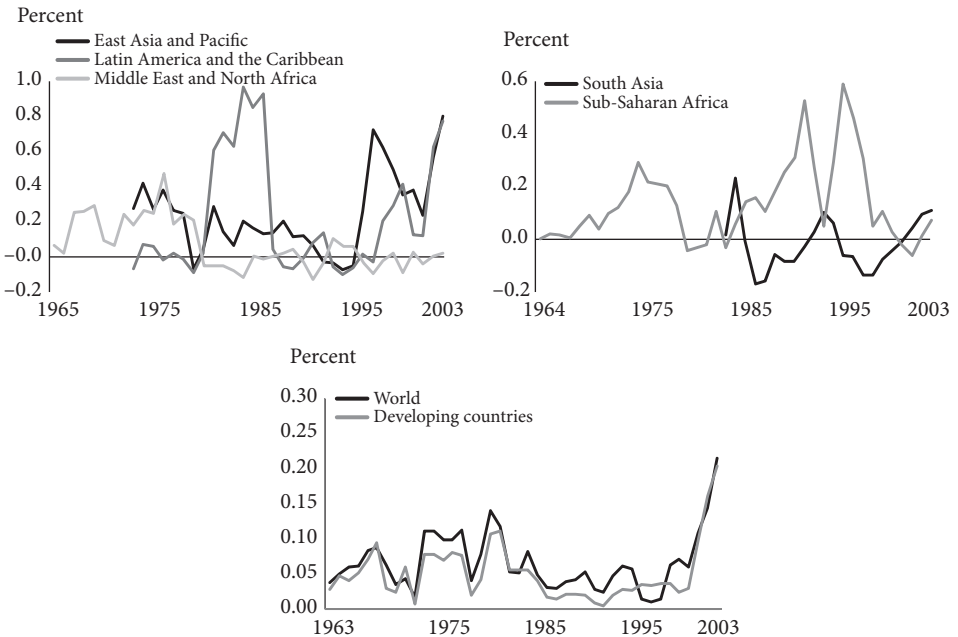 Percent
East Asia and Pacific
Latin America and the Caribbean
Middle East and North Africa
1.0
0.8
0.6
0.4
0.2
–0.0
–0.2
1965 1975 1985 1995 2003
Percent
South Asia
Sub-Saharan Africa
0.6
0.4
0.2
0.0
–0.2
1964 1975 1985 1995 2003
Percent
World
Developing countries
0.30
0.25
0.20
0.15
0.10
0.05
0.00
1963 1975 1985 1995 2003